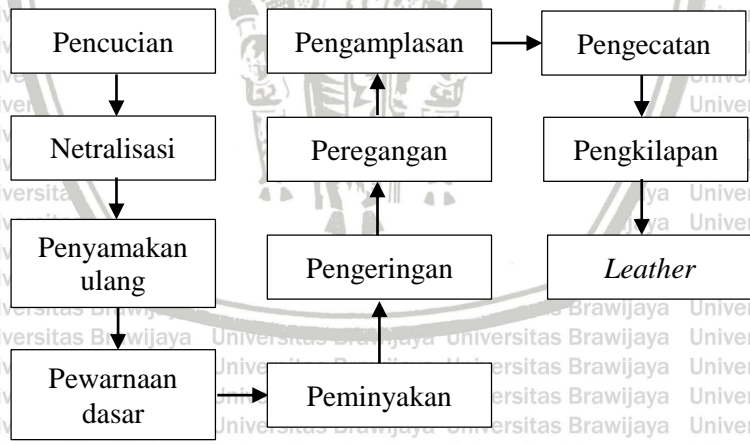 Pencucian
Netralisasi
Penyamakan
ulang
Pewarnaan
dasar
Peminyakan
Pengeringan
Peregangan
Pengamplasan
Pengecatan
Pengkilapan
Leather